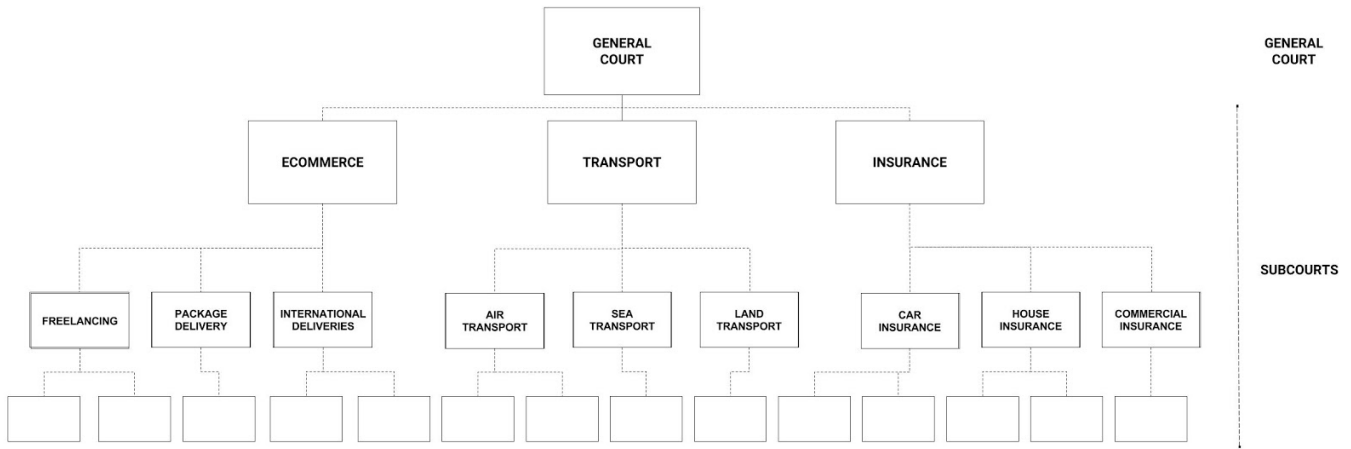 GENERAL
COURT
GENERAL
COURT
ECOMMERCE
TRANSPORT
INSURANCE
SUBCOURTS
FREELANCING
PACKAGE
DELIVERY
INTERNATIONAL
DELIVERIES
AIR
TRANSPORT
SEA
TRANSPORT
LAND
TRANSPORT
CAR
INSURANCE
HOUSE
INSURANCE
COMMERCIAL
INSURANCE